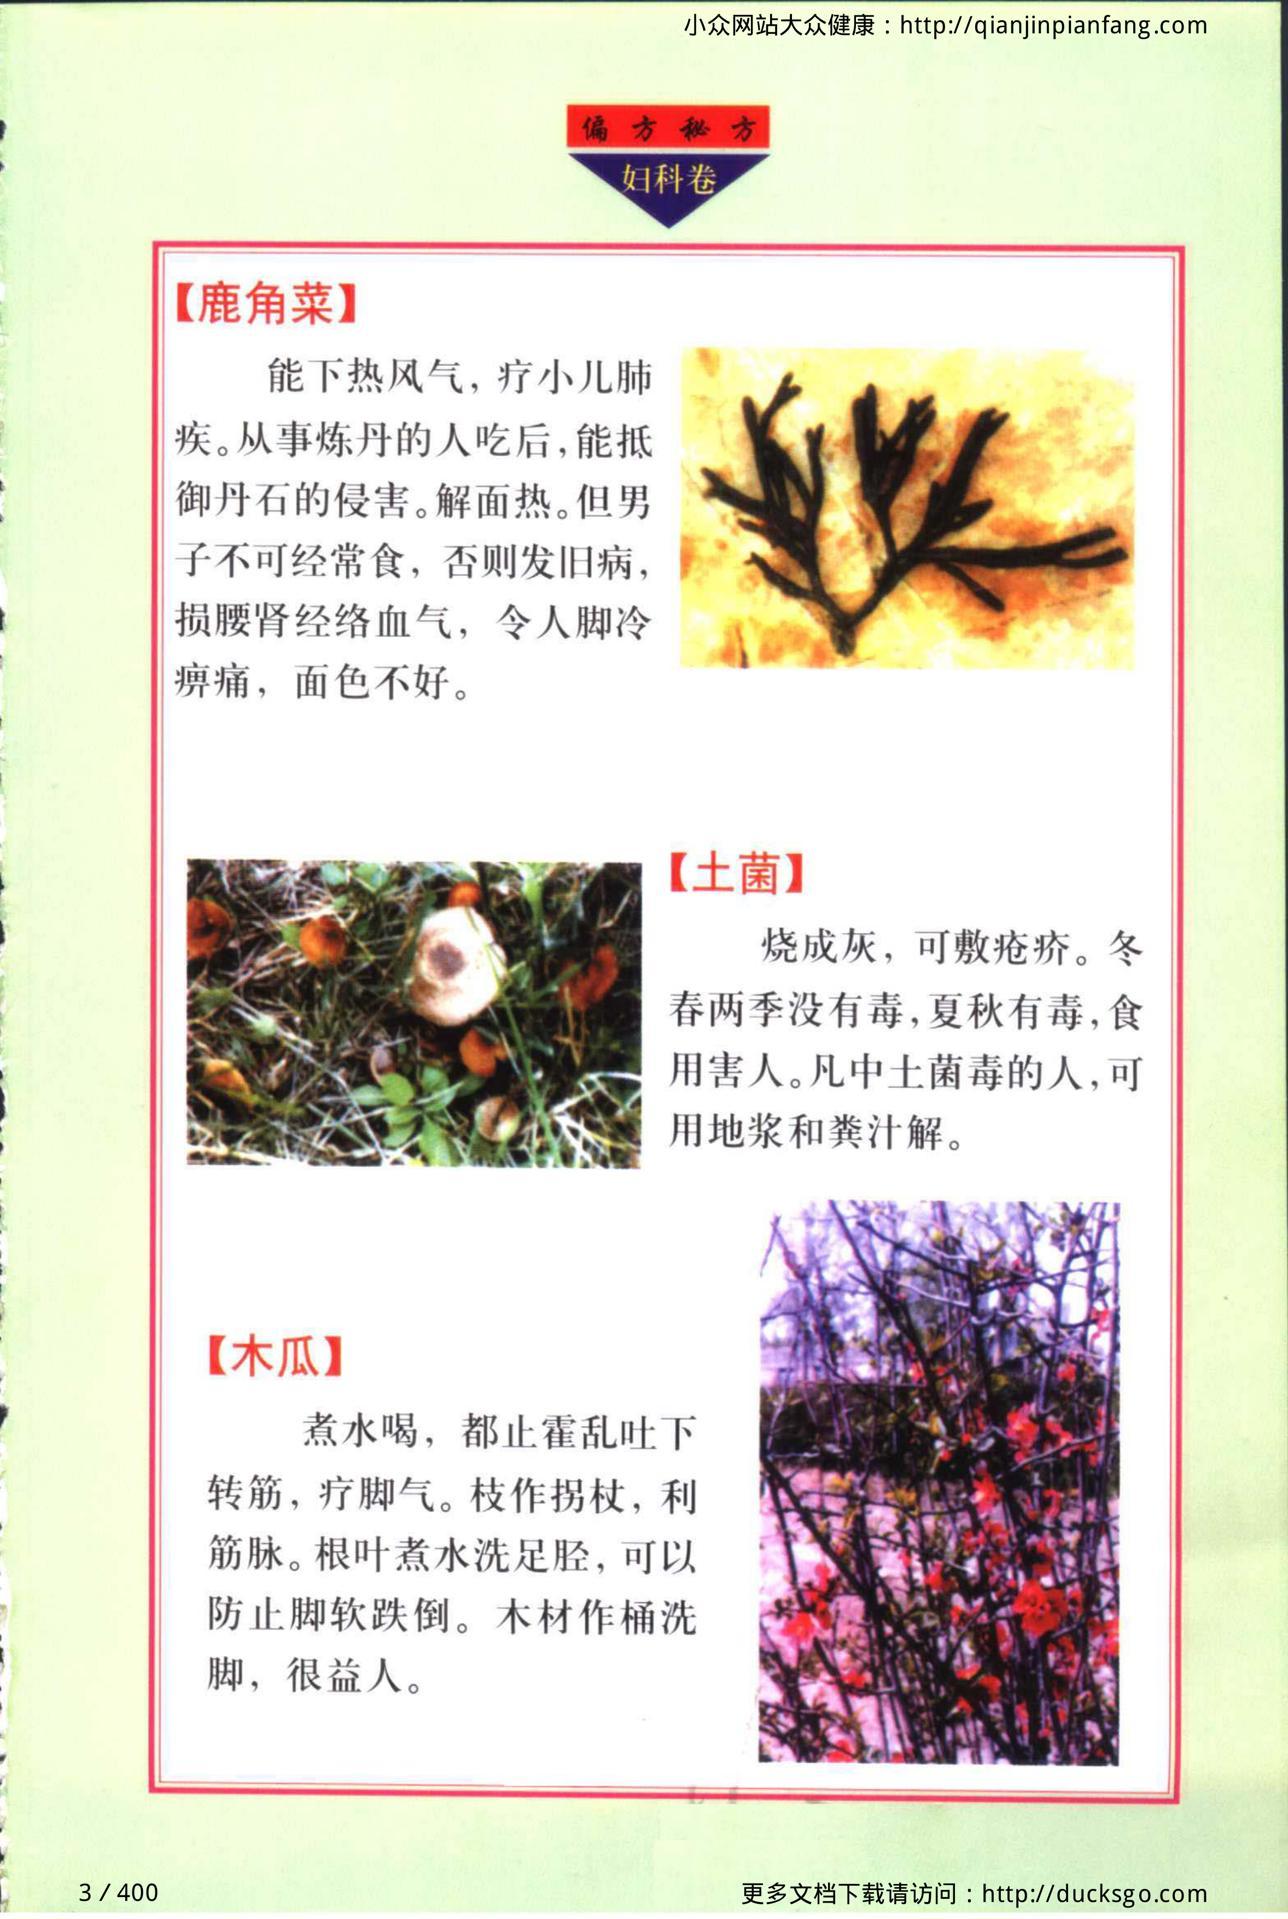 小众网站大众健康：http://qianjinpianfang.com
偏方秘方
妇科卷
【鹿角菜】
能下热风气，疗小儿肺
疾。从事炼丹的人吃后，能抵
御丹石的侵害。解面热。但男
子不可经常食，否则发旧病，
损腰肾经络血气，令人脚冷
痹痛，面色不好。
【土菌】
烧成灰，可敷疮疥。冬
春两季没有毒，夏秋有毒，食
用害人。凡中土菌毒的人，可
用地浆和粪汁解。
【木瓜】
煮水喝，都止霍乱吐下
转筋，疗脚气。枝作拐杖，利
筋脉。根叶煮水洗足胫，可以
防止脚软跌倒。木材作桶洗
脚，很益人。
3 / 400
更多文档下载请访问：http://ducksgo.com